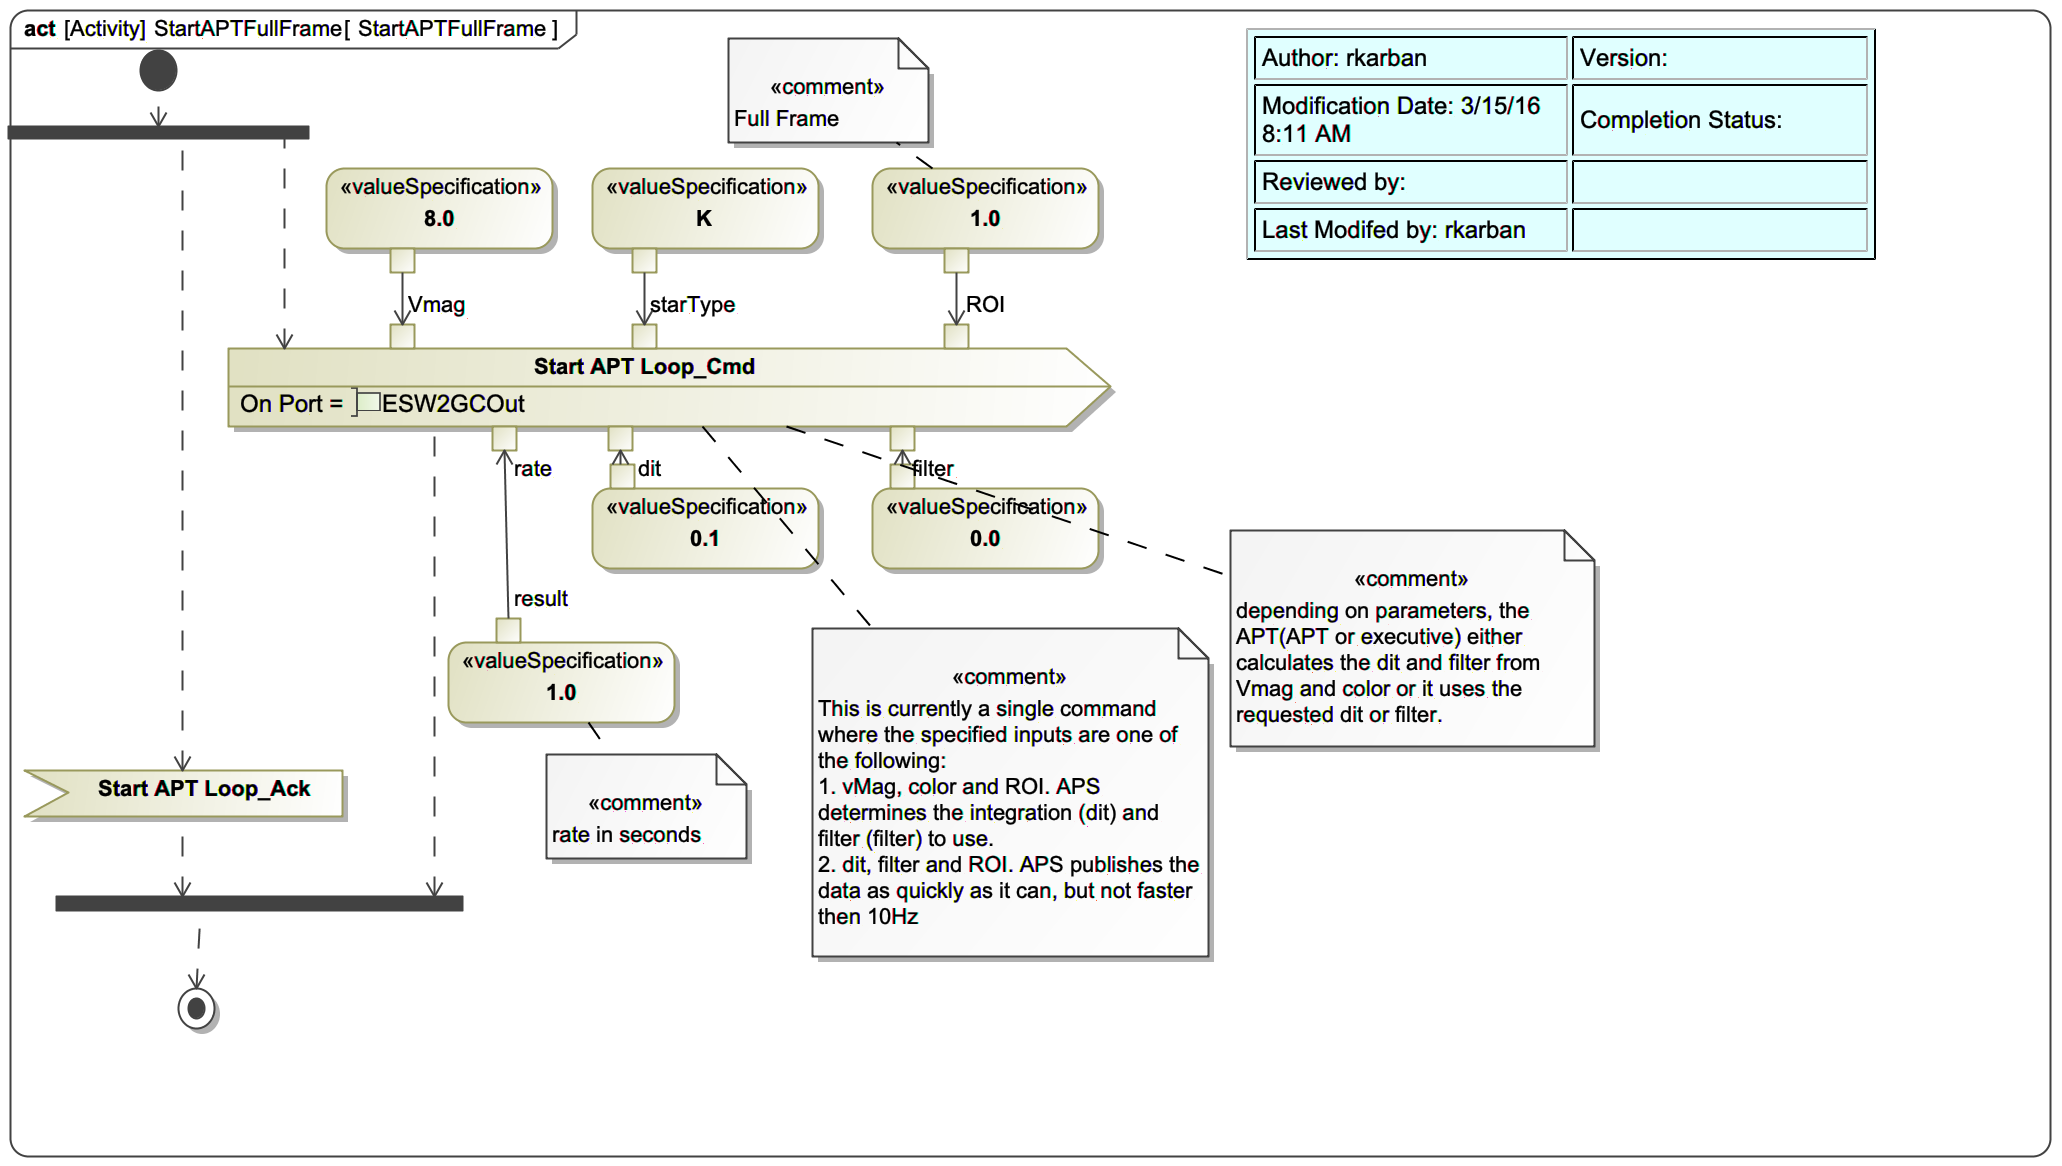 act [Activity] StartAPTFullFrame[ StartAPTFullFrame ]
Author: rkarban
Version:
Modification Date: 3/15/16
8:11 AM
Completion Status:
Reviewed by:
Last Modifed by: rkarban
«comment»
Full Frame
«valueSpecification»
8.0
«valueSpecification»
K
«valueSpecification»
1.0
Vmag
starType
ROI
Start APT Loop_Cmd
On Port = ESW2GCOut
rate
dit
filter
«valueSpecification»
0.1
«valueSpecification»
0.0
result
«valueSpecification»
1.0
«comment»
rate in seconds
«comment»
This is currently a single command
where the specified inputs are one of
the following:
1. vMag, color and ROI. APS
determines the integration (dit) and
filter (filter) to use.
2. dit, filter and ROI. APS publishes the
data as quickly as it can, but not faster
then 10Hz
«comment»
depending on parameters, the
APT(APT or executive) either
calculates the dit and filter from
Vmag and color or it uses the
requested dit or filter.
Start APT Loop_Ack